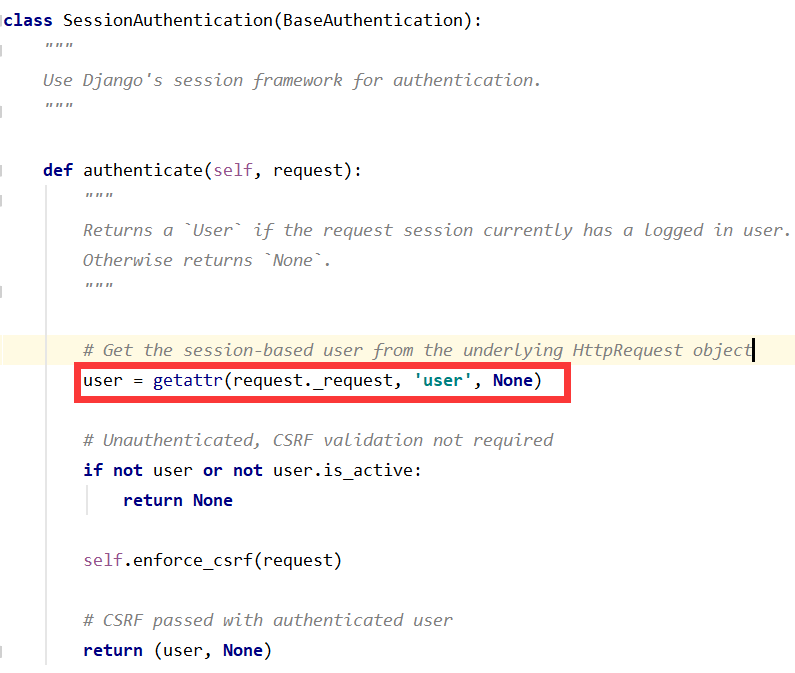 class SessionAuthentication(BaseAuthentication):
    """
    Use Django's session framework for authentication.
    """
    def authenticate(self, request):
        """
        Returns a `User` if the request session currently has a logged in user.
        Otherwise returns `None`.
        """
        # Get the session-based user from the underlying HttpRequest object
        user = getattr(request._request, 'user', None)
        # Unauthenticated, CSRF validation not required
        if not user or not user.is_active:
            return None
        self.enforce_csrf(request)
        # CSRF passed with authenticated user
        return (user, None)